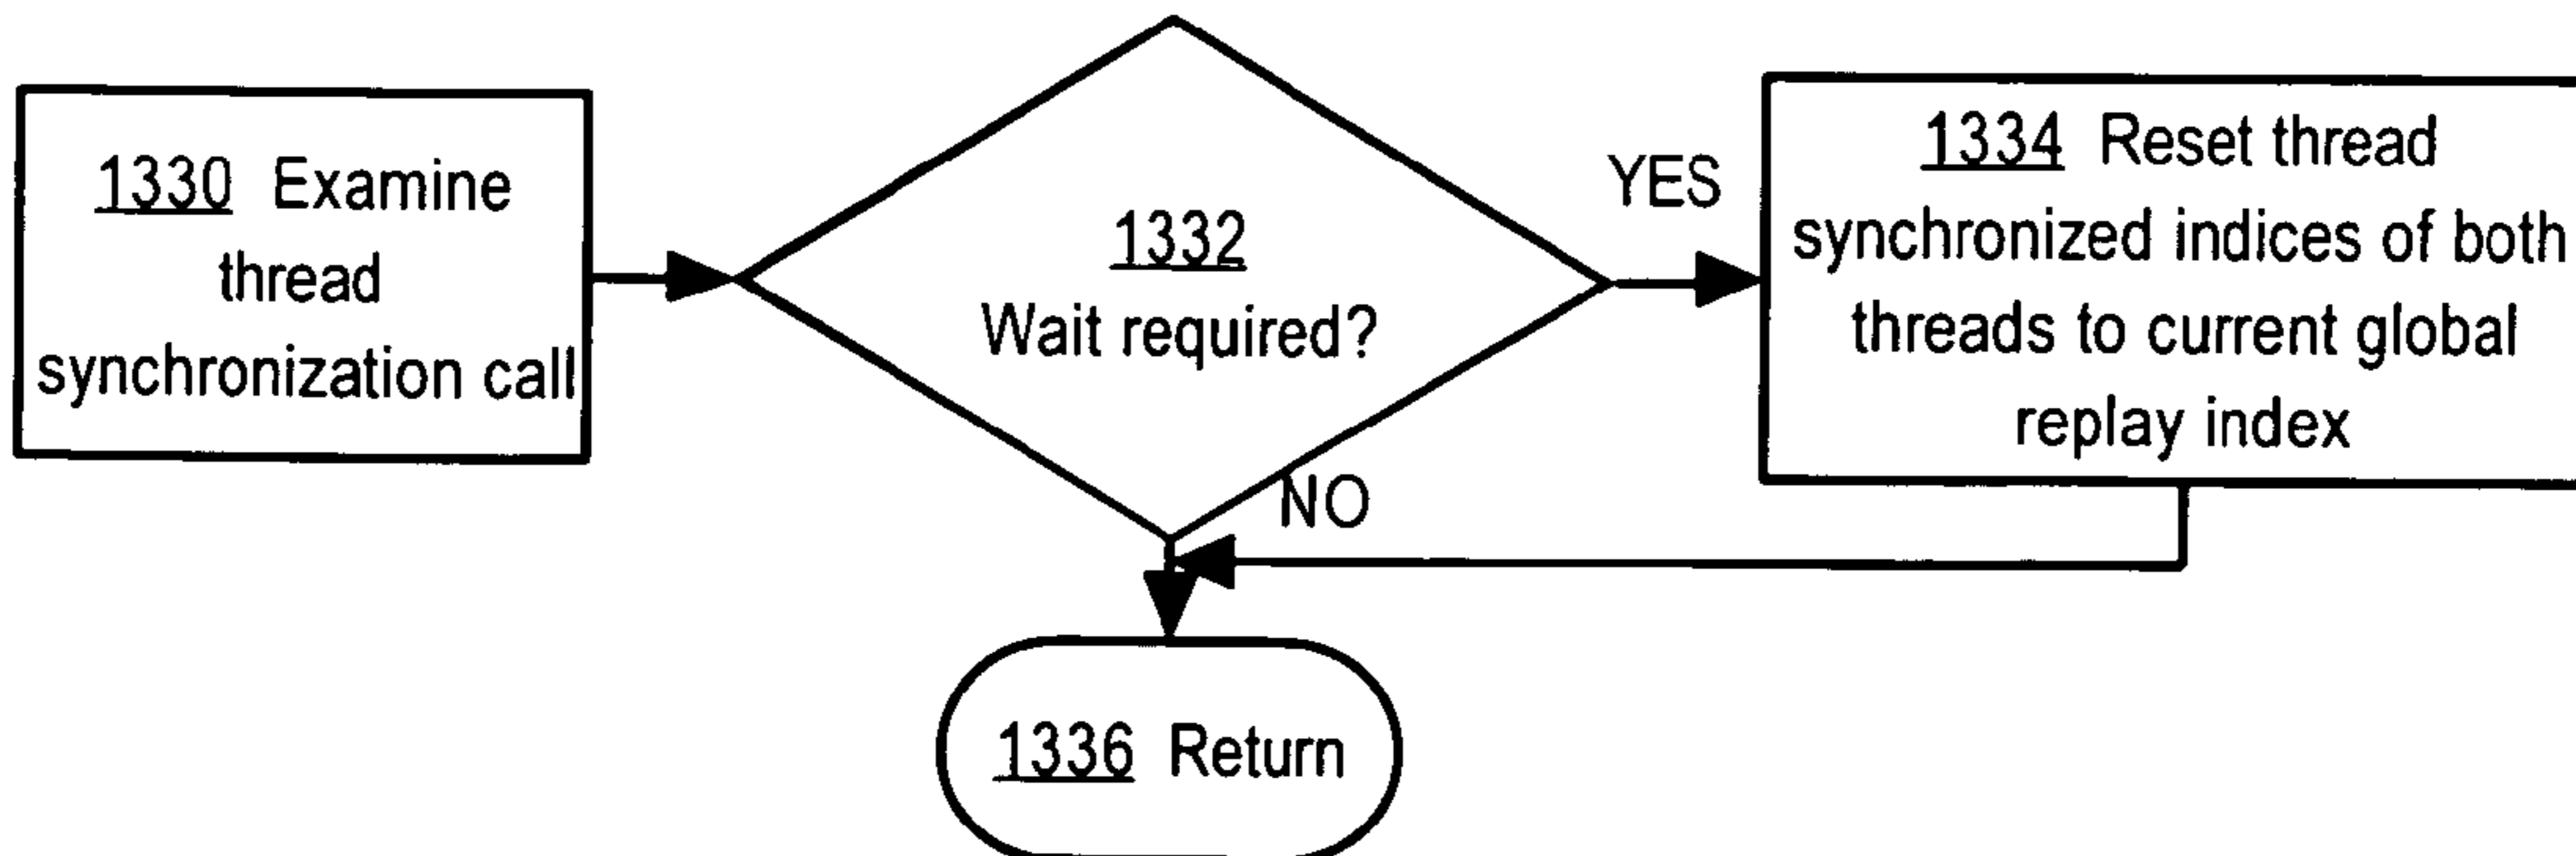 1330 Examine
thread
synchronization call
1332
Wait required?
YES
NO
1334 Reset thread
synchronized indices of both
threads to current global
replay index
1336 Return